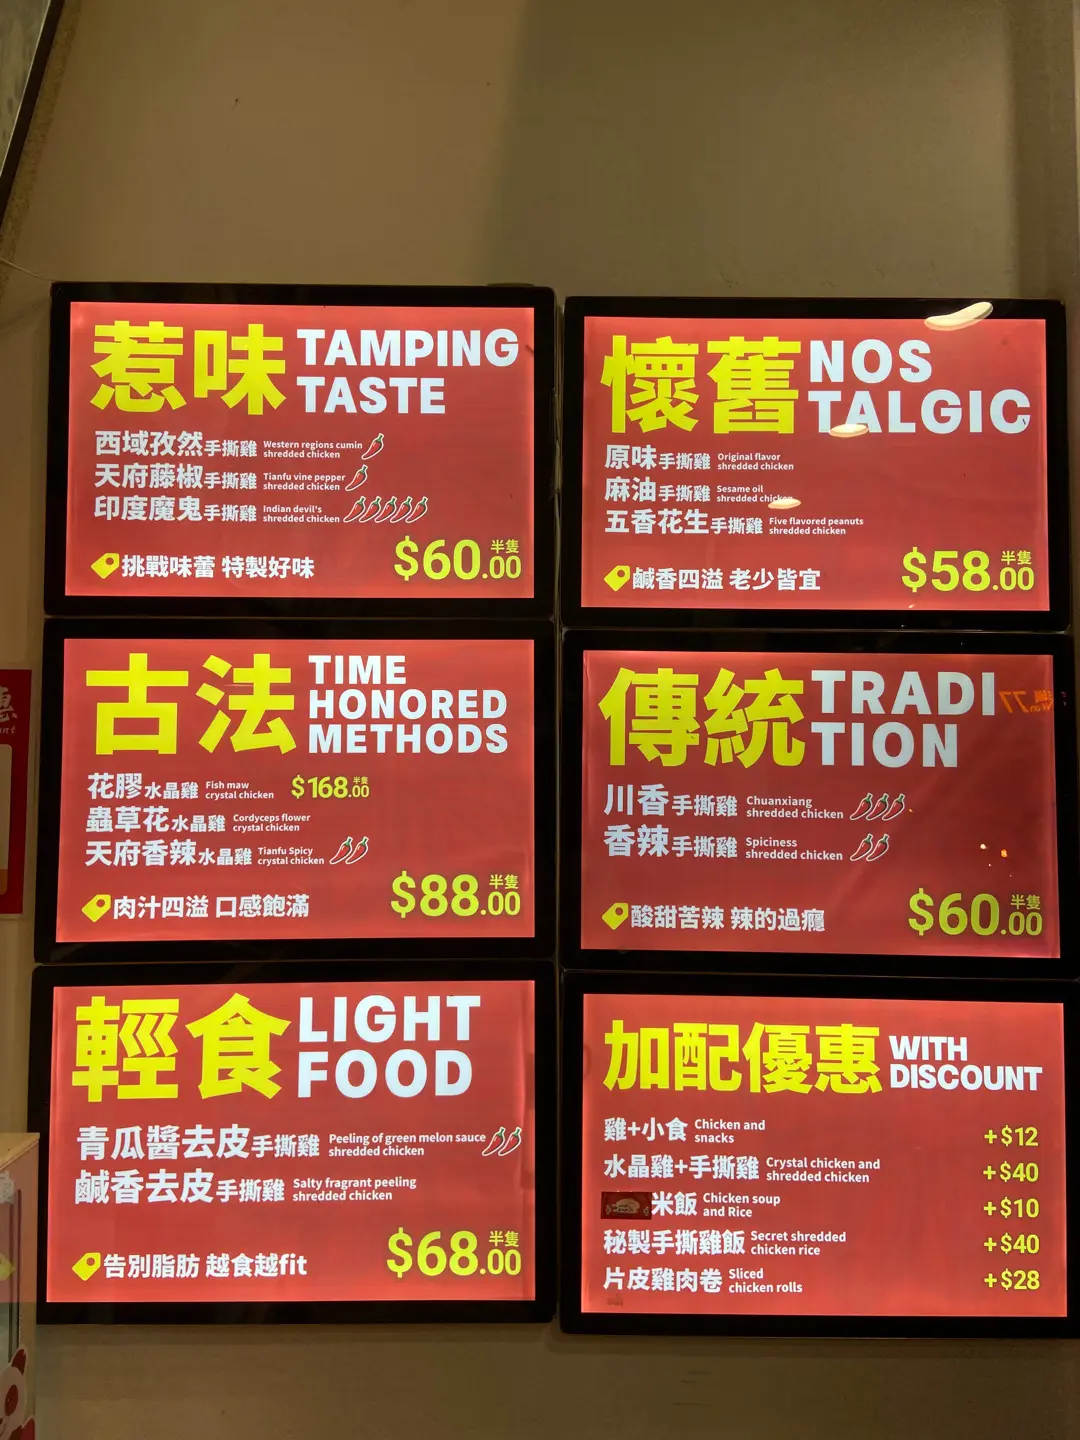 惹味 TAMPING
TASTE
西域孜然手撕雞 Western regions cumin
shredded chicken
天府藤椒手撕雞 Tianfu vine pepper
shredded chicken
印度魔鬼手撕雞 Indian devil's
shredded chicken
挑戰味蕾 特製好味 $60.00 半隻
懷舊 NOS
TALGIC
原味手撕雞 Original flavor
shredded chicken
麻油手撕雞 Sesame oil
shredded chicken
五香花生手撕雞 Five flavored peanuts
shredded chicken
鹹香四溢 老少皆宜 $58.00 半隻
古法 TIME
HONORED
METHODS
花膠水晶雞 Fish maw
crystal chicken $168.00 半隻
蟲草花水晶雞 Cordyceps flower
crystal chicken
天府香辣水晶雞 Tianfu Spicy
crystal chicken
肉汁四溢 口感飽滿 $88.00 半隻
傳統 TRADI
TION
川香手撕雞 Chuanxiang
shredded chicken
香辣手撕雞 Spiciness
shredded chicken
酸甜苦辣 辣的過癮 $60.00 半隻
輕食 LIGHT
FOOD
青瓜醬去皮手撕雞 Peeling of green melon sauce
shredded chicken
鹹香去皮手撕雞 Salty fragrant peeling
shredded chicken
告別脂肪 越食越fit $68.00 半隻
加配優惠 WITH
DISCOUNT
雞+小食 Chicken and
snacks +$12
水晶雞+手撕雞 Crystal chicken and
shredded chicken +$40
米飯 Chicken soup
and Rice +$10
秘製手撕雞飯 Secret shredded
chicken rice +$40
片皮雞肉卷 Sliced
chicken rolls +$28